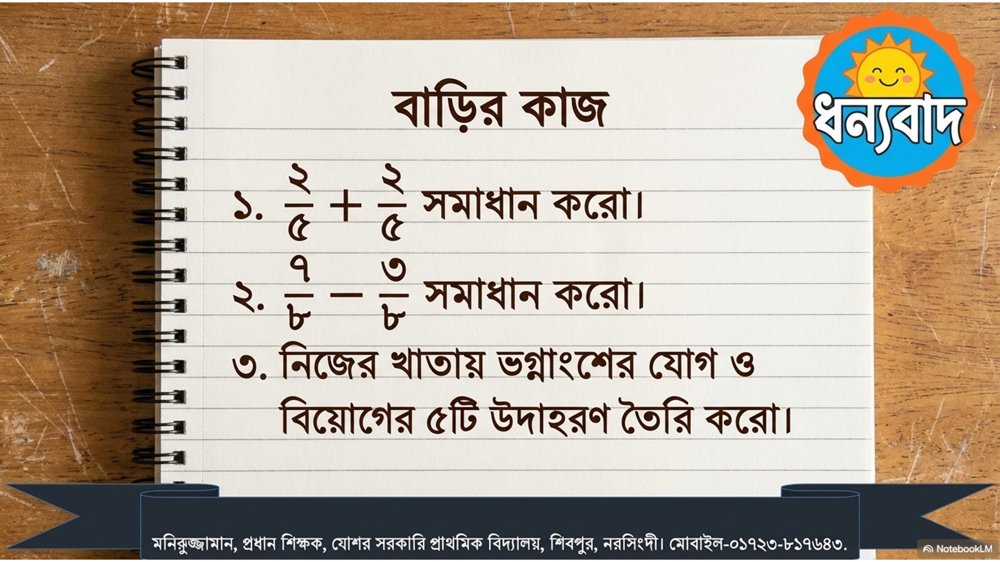 বাড়ির কাজ
ধন্যবাদ
১. ২/৫ + ২/৫ সমাধান করো।
২. ৭/৮ − ৩/৮ সমাধান করো।
৩. নিজের খাতায় ভগ্নাংশের যোগ ও
বিয়োগের ৫টি উদাহরণ তৈরি করো।
মনিরুজ্জামান, প্রধান শিক্ষক, যোশর সরকারি প্রাথমিক বিদ্যালয়, শিবপুর, নরসিংদী। মোবাইল-০১৭২৩-৮১৭৬৪৩.
NotebookLM